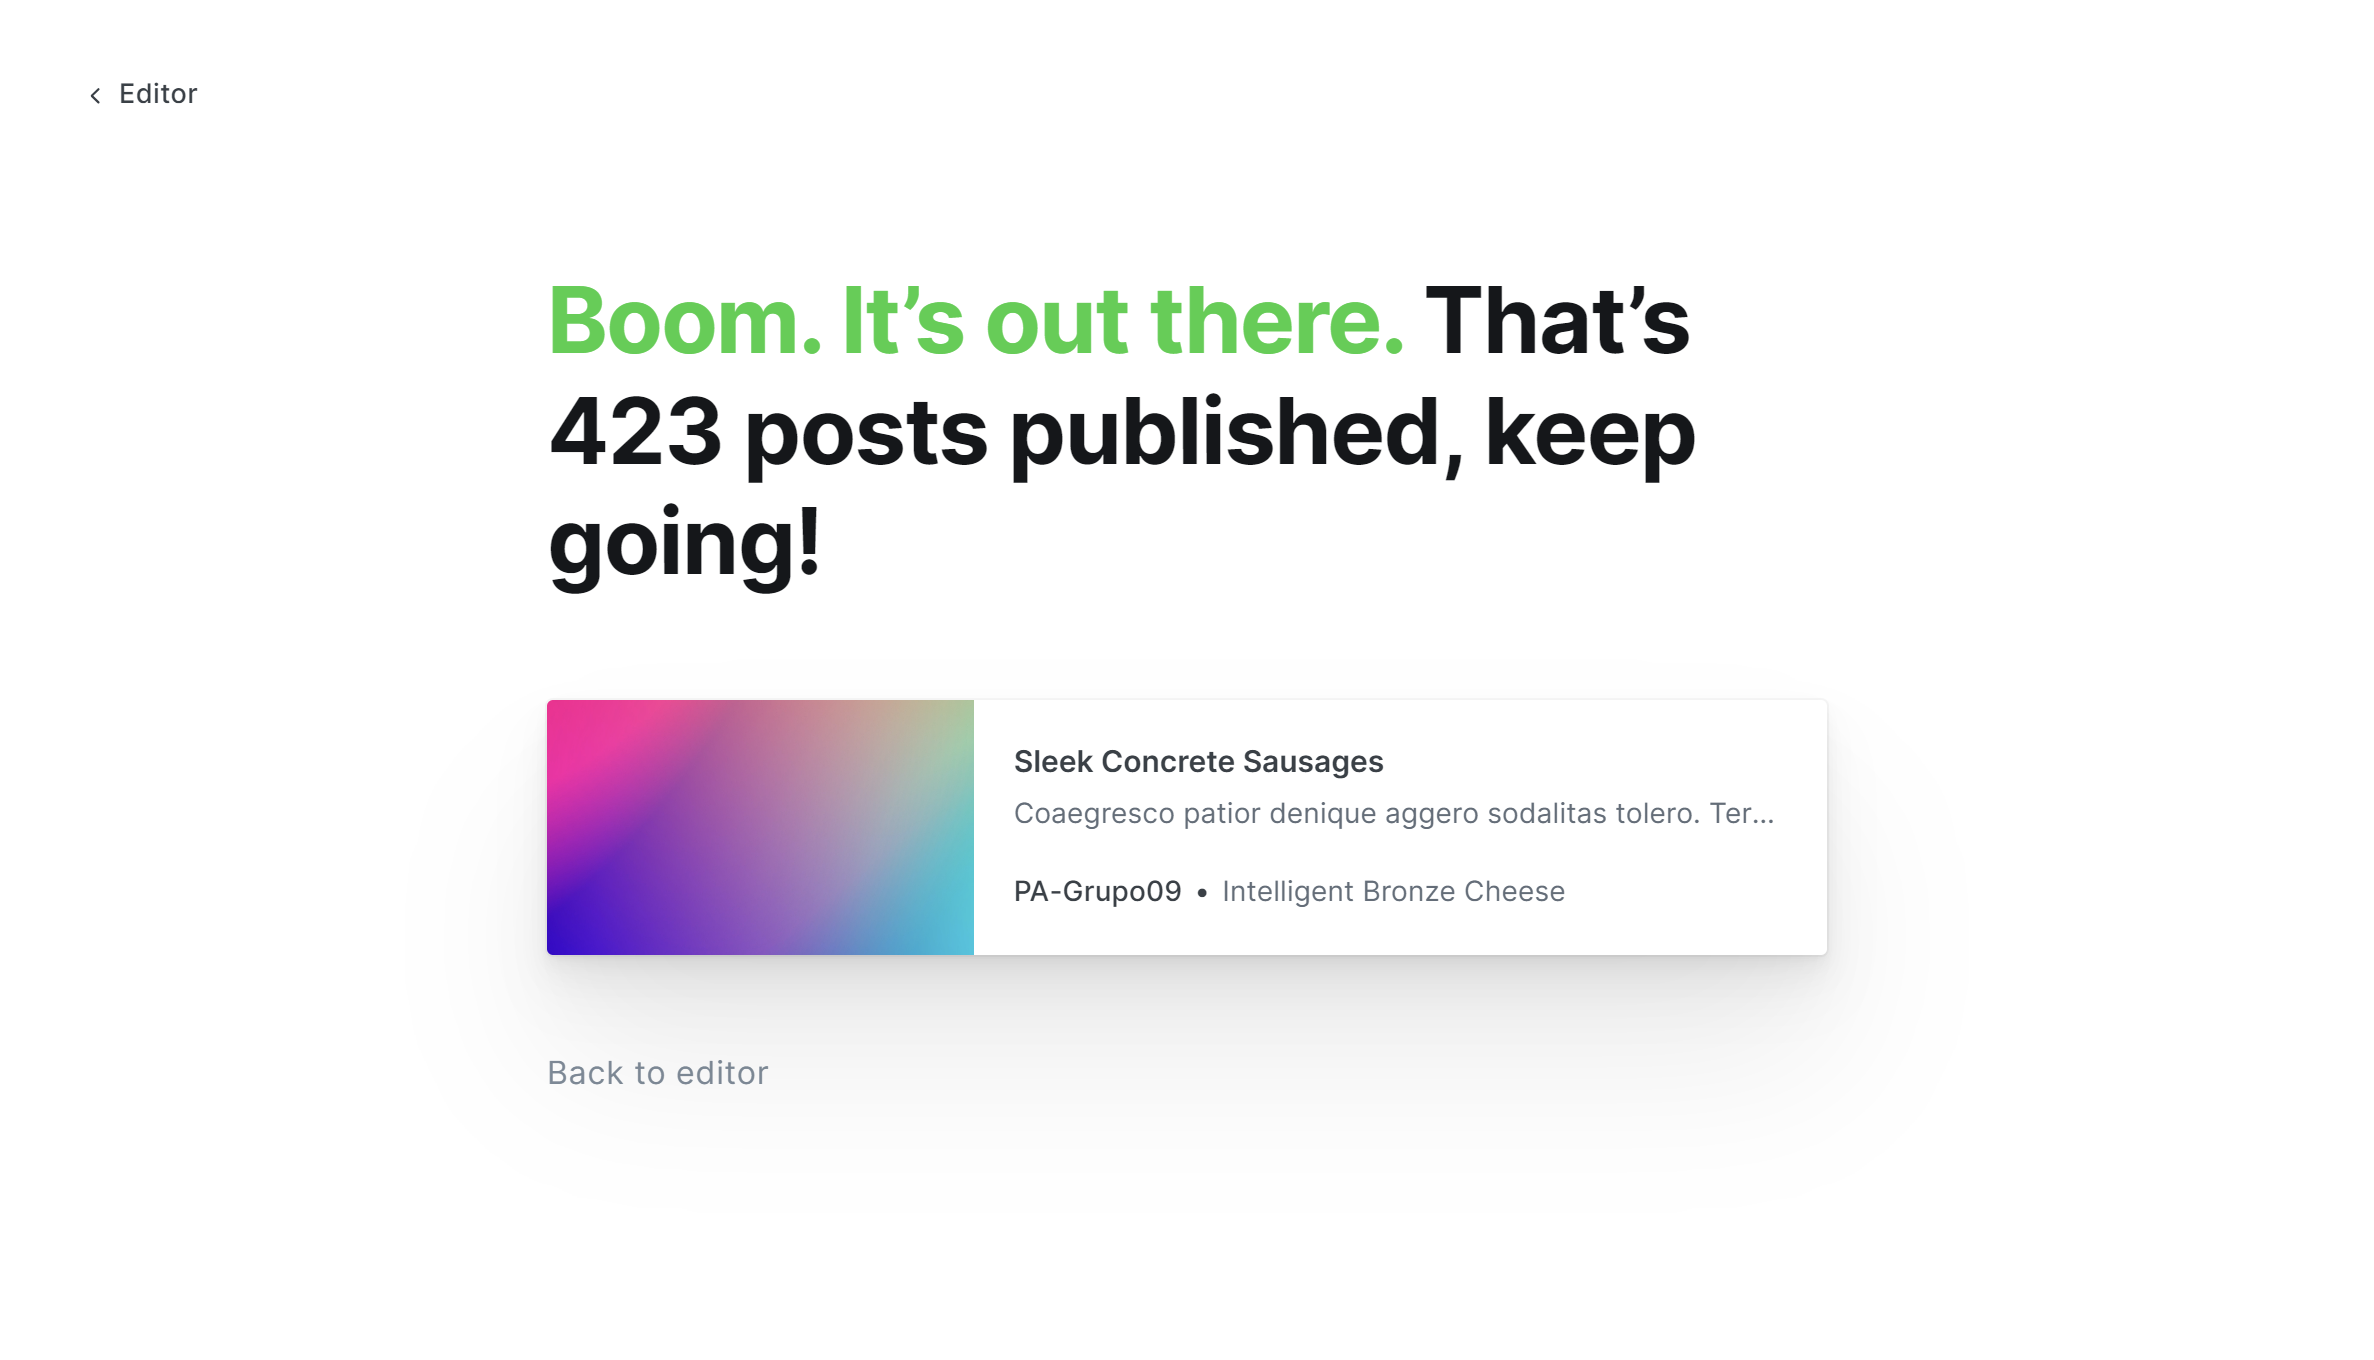 Editor
Boom. It’s out there. That’s
423 posts published, keep
going!
Sleek Concrete Sausages
Coaegresco patior denique aggero sodalitas tolero. Ter...
PA-Grupo09 • Intelligent Bronze Cheese
Back to editor